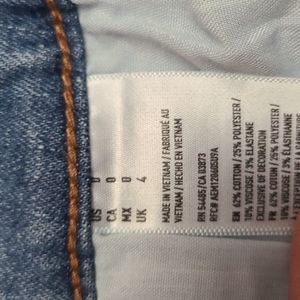 US 0
CA 0
MX 0
UK 4
MADE IN VIETNAM / FABRIQUÉ AU
VIETNAM / HECHO EN VIETNAM
RN 54485/CA 03873
EN 62% COTTON / 25% POLYESTER/
10% VISCOSE / 3% ELASTANE
EXCLUSIVE OF DECORATION
FR 62% COTON / 25% POLYESTER /
10% VISCOSE / 3% ÉLASTHANNE